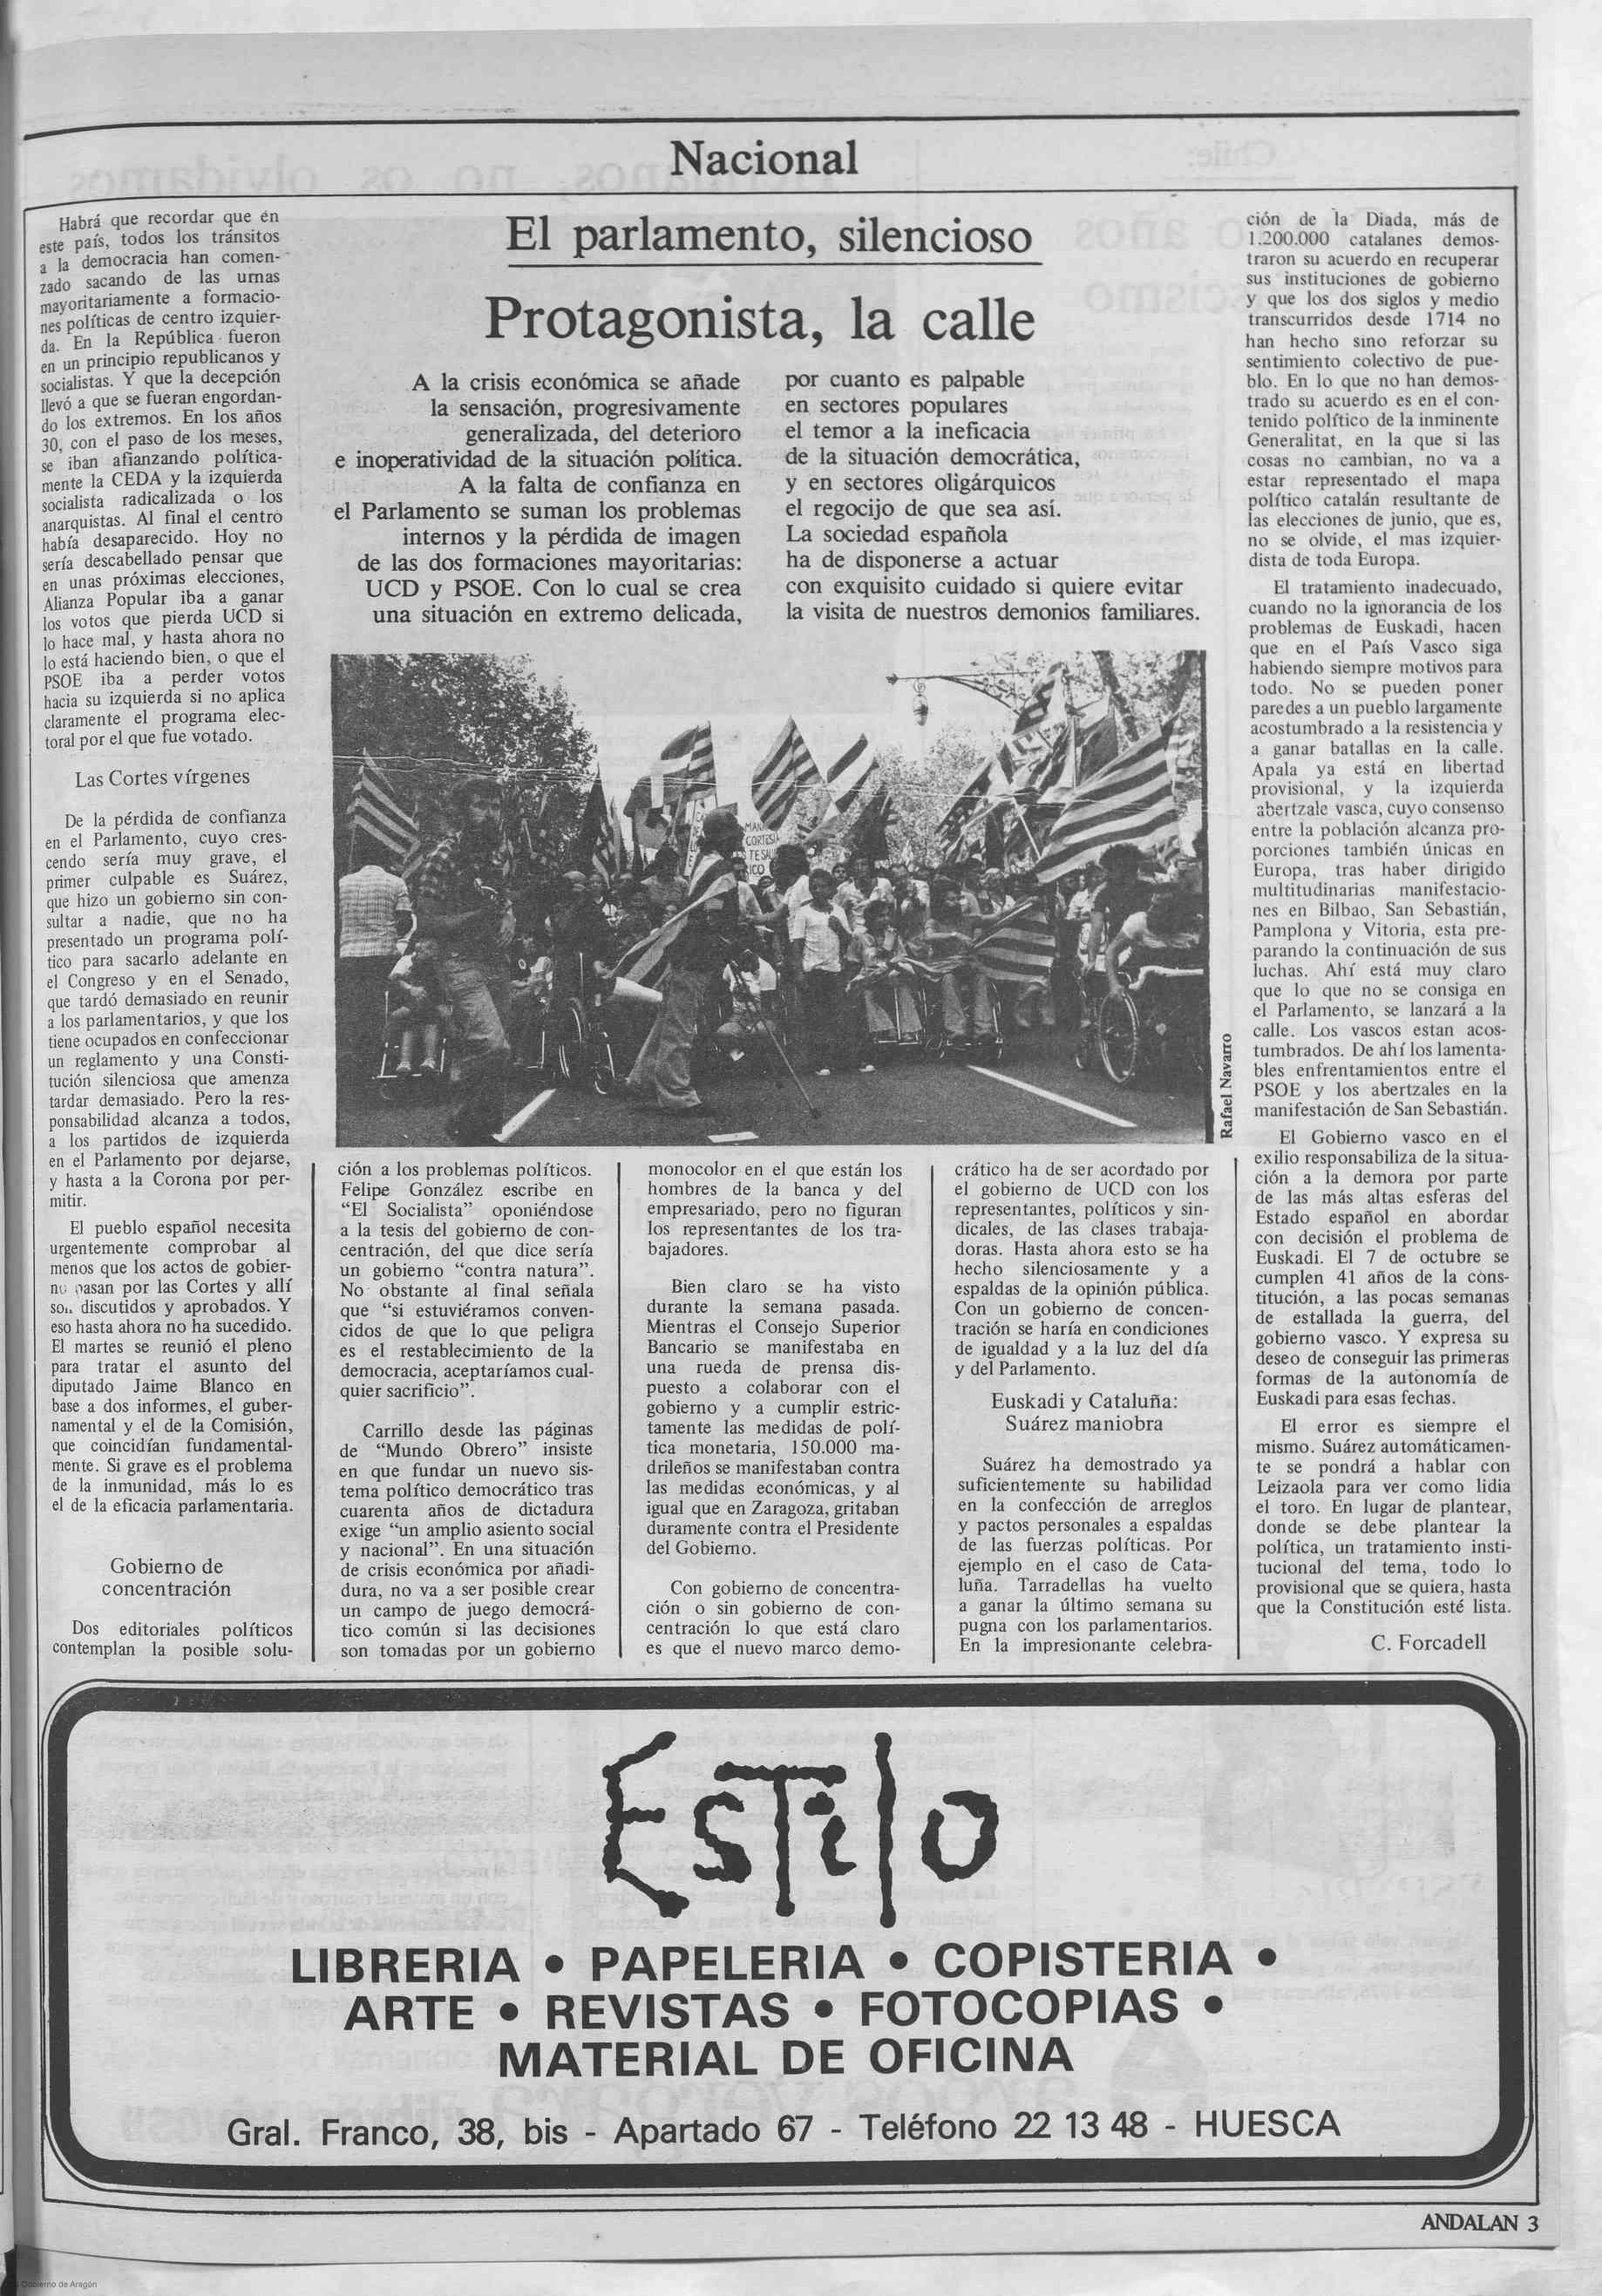 Nacional
El parlamento, silencioso
Protagonista, la calle
A la crisis económica se añade
la sensación, progresivamente
generalizada, del deterioro
e inoperatividad de la situación política.
A la falta de confianza en
el Parlamento se suman los problemas
internos y la pérdida de imagen
de las dos formaciones mayoritarias:
UCD y PSOE. Con lo cual se crea
una situación en extremo delicada,
por cuanto es palpable
en sectores populares
el temor a la ineficacia
de la situación democrática,
y en sectores oligárquicos
el regocijo de que sea así.
La sociedad española
ha de disponerse a actuar
con exquisito cuidado si quiere evitar
la visita de nuestros demonios familiares.
Habrá que recordar que en
este país, todos los tránsitos
a la democracia han comen-
zado sacando de las urnas
mayoritariamente a formacio-
nes políticas de centro izquier-
da. En la República fueron
en un principio republicanos y
socialistas. Y que la decepción
llevó a que se fueran engordan-
do los extremos. En los años
30, con el paso de los meses,
se iban afianzando política-
mente la CEDA y la izquierda
socialista radicalizada o los
anarquistas. Al final el centro
había desaparecido. Hoy no
sería descabellado pensar que
en unas próximas elecciones,
Alianza Popular iba a ganar
los votos que pierda UCD si
lo hace mal, y hasta ahora no
lo está haciendo bien, o que el
PSOE iba a perder votos
hacia su izquierda si no aplica
claramente el programa elec-
toral por el que fue votado.
Las Cortes vírgenes
De la pérdida de confianza
en el Parlamento, cuyo cres-
cendo sería muy grave, el
primer culpable es Suárez,
que hizo un gobierno sin con-
sultar a nadie, que no ha
presentado un programa polí-
tico para sacarlo adelante en
el Congreso y en el Senado,
que tardó demasiado en reunir
a los parlamentarios, y que los
tiene ocupados en confeccionar
un reglamento y una Consti-
tución silenciosa que amenza
tardar demasiado. Pero la res-
ponsabilidad alcanza a todos,
a los partidos de izquierda
en el Parlamento por dejarse,
y hasta a la Corona por per-
mitir.
El pueblo español necesita
urgentemente comprobar al
menos que los actos de gobier-
no pasan por las Cortes y allí
son discutidos y aprobados. Y
eso hasta ahora no ha sucedido.
El martes se reunió el pleno
para tratar el asunto del
diputado Jaime Blanco en
base a dos informes, el guber-
namental y el de la Comisión,
que coincidían fundamental-
mente. Si grave es el problema
de la inmunidad, más lo es
el de la eficacia parlamentaria.
Gobierno de
concentración
Dos editoriales políticos
contemplan la posible solu-
ción a los problemas políticos.
Felipe González escribe en
"El Socialista" oponiéndose
a la tesis del gobierno de con-
centración, del que dice sería
un gobierno "contra natura".
No obstante al final señala
que "si estuviéramos conven-
cidos de que lo que peligra
es el restablecimiento de la
democracia, aceptaríamos cual-
quier sacrificio".
Carrillo desde las páginas
de "Mundo Obrero" insiste
en que fundar un nuevo sis-
tema político democrático tras
cuarenta años de dictadura
exige "un amplio asiento social
y nacional". En una situación
de crisis económica por añadi-
dura, no va a ser posible crear
un campo de juego democrá-
tico común si las decisiones
son tomadas por un gobierno
monocolor en el que están los
hombres de la banca y del
empresariado, pero no figuran
los representantes de los tra-
bajadores.
Bien claro se ha visto
durante la semana pasada.
Mientras el Consejo Superior
Bancario se manifestaba en
una rueda de prensa dis-
puesto a colaborar con el
gobierno y a cumplir estric-
tamente las medidas de polí-
tica monetaria, 150.000 ma-
drileños se manifestaban contra
las medidas económicas, y al
igual que en Zaragoza, gritaban
duramente contra el Presidente
del Gobierno.
Con gobierno de concentra-
ción o sin gobierno de con-
centración lo que está claro
es que el nuevo marco demo-
crático ha de ser acordado por
el gobierno de UCD con los
representantes, políticos y sin-
dicales, de las clases trabaja-
doras. Hasta ahora esto se ha
hecho silenciosamente y a
espaldas de la opinión pública.
Con un gobierno de concen-
tración se haría en condiciones
de igualdad y a la luz del día
y del Parlamento.
Euskadi y Cataluña:
Suárez maniobra
Suárez ha demostrado ya
suficientemente su habilidad
en la confección de arreglos
y pactos personales a espaldas
de las fuerzas políticas. Por
ejemplo en el caso de Cata-
luña. Tarradellas ha vuelto
a ganar la último semana su
pugna con los parlamentarios.
En la impresionante celebra-
ción de la Diada, más de
1.200.000 catalanes demos-
traron su acuerdo en recuperar
sus instituciones de gobierno
y que los dos siglos y medio
transcurridos desde 1714 no
han hecho sino reforzar su
sentimiento colectivo de pue-
blo. En lo que no han demos-
trado su acuerdo es en el con-
tenido político de la inminente
Generalitat, en la que si las
cosas no cambian, no va a
estar representado el mapa
político catalán resultante de
las elecciones de junio, que es,
no se olvide, el mas izquier-
dista de toda Europa.
El tratamiento inadecuado,
cuando no la ignorancia de los
problemas de Euskadi, hacen
que en el País Vasco siga
habiendo siempre motivos para
todo. No se pueden poner
paredes a un pueblo largamente
acostumbrado a la resistencia y
a ganar batallas en la calle.
Apala ya está en libertad
provisional, y la izquierda
abertzale vasca, cuyo consenso
entre la población alcanza pro-
porciones también únicas en
Europa, tras haber dirigido
multitudinarias manifestacio-
nes en Bilbao, San Sebastián,
Pamplona y Vitoria, esta pre-
parando la continuación de sus
luchas. Ahí está muy claro
que lo que no se consiga en
el Parlamento, se lanzará a la
calle. Los vascos estan acos-
tumbrados. De ahí los lamenta-
bles enfrentamientos entre el
PSOE y los abertzales en la
manifestación de San Sebastián.
El Gobierno vasco en el
exilio responsabiliza de la situa-
ción a la demora por parte
de las más altas esferas del
Estado español en abordar
con decisión el problema de
Euskadi. El 7 de octubre se
cumplen 41 años de la cons-
titución, a las pocas semanas
de estallada la guerra, del
gobierno vasco. Y expresa su
deseo de conseguir las primeras
formas de la autonomía de
Euskadi para esas fechas.
El error es siempre el
mismo. Suárez automáticamen-
te se pondrá a hablar con
Leizaola para ver como lidia
el toro. En lugar de plantear,
donde se debe plantear la
política, un tratamiento insti-
tucional del tema, todo lo
provisional que se quiera, hasta
que la Constitución esté lista.
C. Forcadell
Rafael Navarro
Estilo
LIBRERIA • PAPELERIA • COPISTERIA •
ARTE • REVISTAS • FOTOCOPIAS •
MATERIAL DE OFICINA
Gral. Franco, 38, bis - Apartado 67 - Teléfono 22 13 48 - HUESCA
ANDALAN 3
Gobierno de Aragón